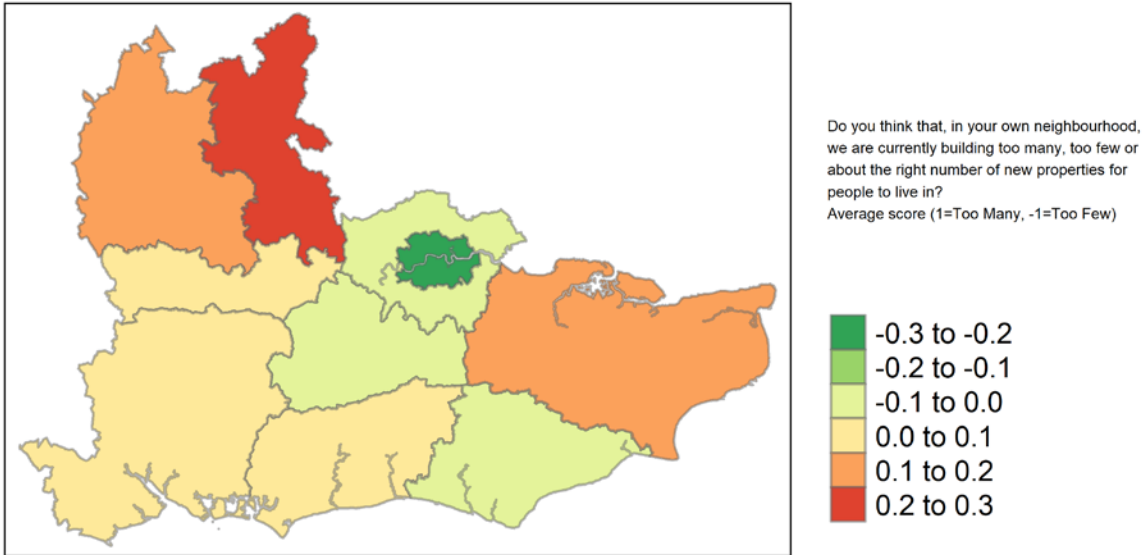 Do you think that, in your own neighbourhood,
we are currently building too many, too few or
about the right number of new properties for
people to live in?
Average score (1=Too Many, -1=Too Few)
-0.3 to -0.2
-0.2 to -0.1
-0.1 to 0.0
0.0 to 0.1
0.1 to 0.2
0.2 to 0.3